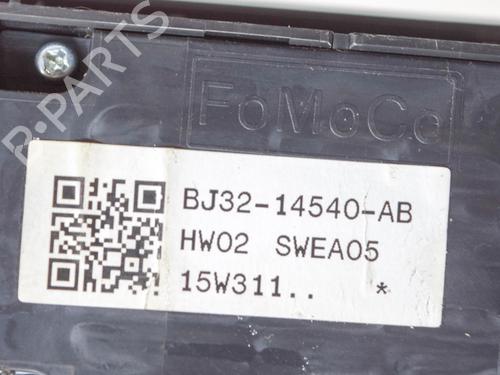 B-PARTS
FoMoCo
BJ32-14540-AB
HW02 SWEA05
15W311.. *